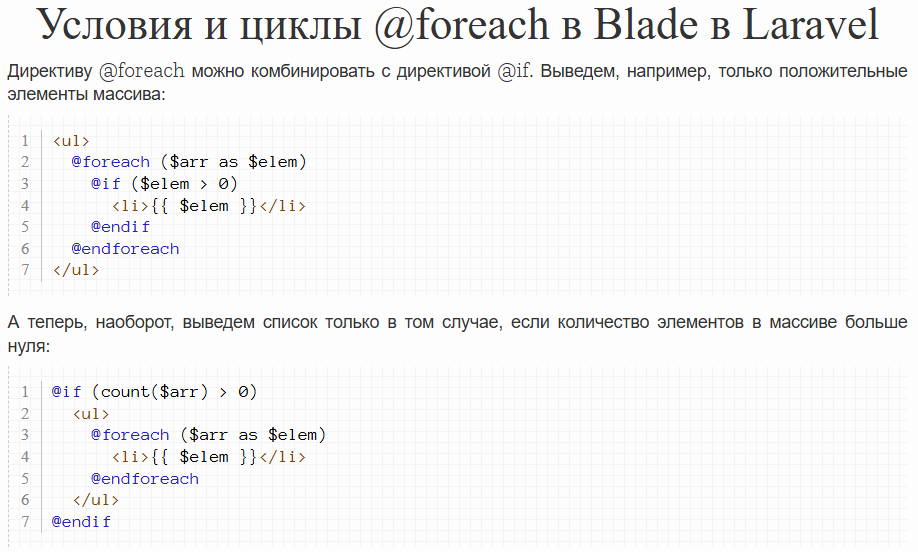 Условия и циклы @foreach в Blade в Laravel
Директиву @foreach можно комбинировать с директивой @if. Выведем, например, только положительные
элементы массива:
1 <ul>
2   @foreach ($arr as $elem)
3     @if ($elem > 0)
4       <li>{{ $elem }}</li>
5     @endif
6   @endforeach
7 </ul>
А теперь, наоборот, выведем список только в том случае, если количество элементов в массиве больше
нуля:
1 @if (count($arr) > 0)
2   <ul>
3     @foreach ($arr as $elem)
4       <li>{{ $elem }}</li>
5     @endforeach
6   </ul>
7 @endif